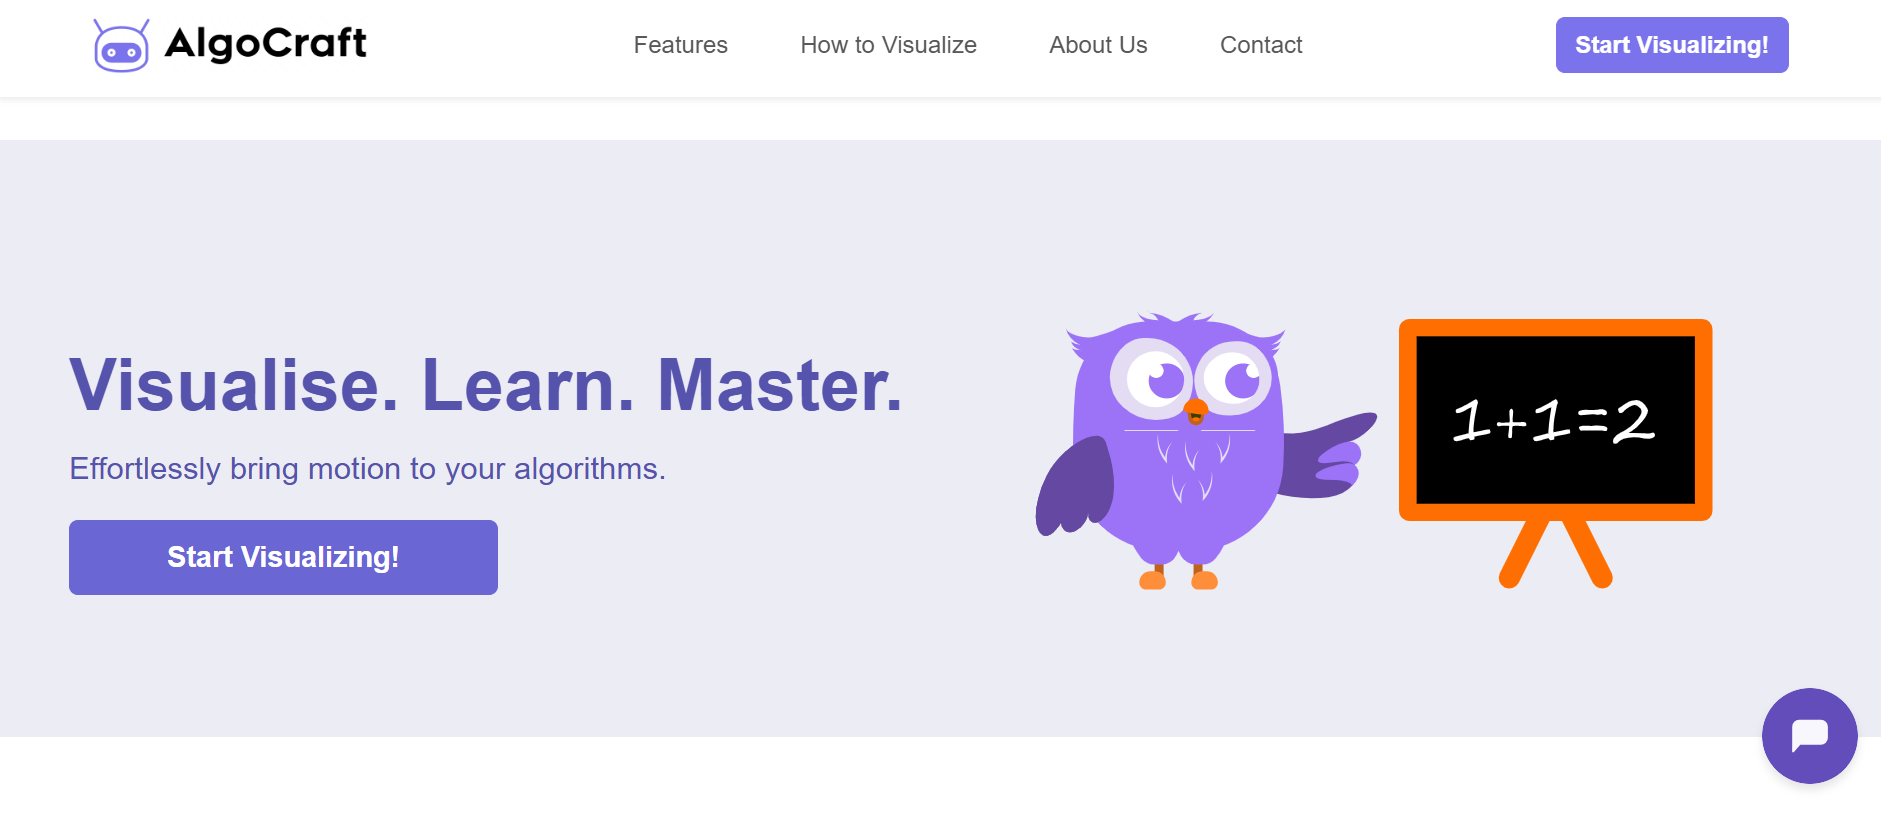 AlgoCraft
Features
How to Visualize
About Us
Contact
Start Visualizing!
Visualise. Learn. Master.
Effortlessly bring motion to your algorithms.
Start Visualizing!
1+1=2